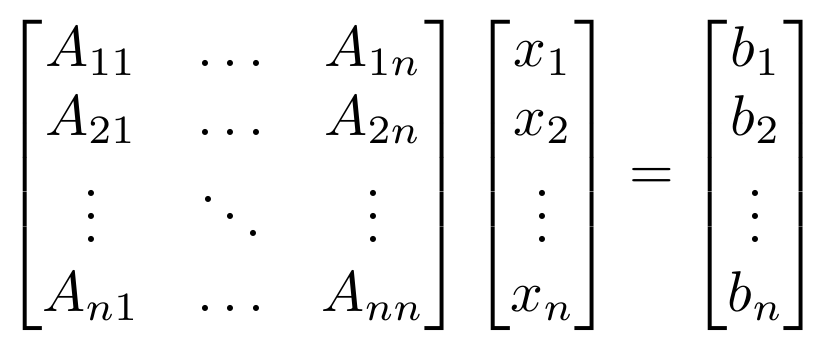 A₁₁ … A₁ₙ x₁ b₁
A₂₁ … A₂ₙ x₂ b₂
⋮ ⋱ ⋮ ⋮ = ⋮
Aₙ₁ … Aₙₙ xₙ bₙ